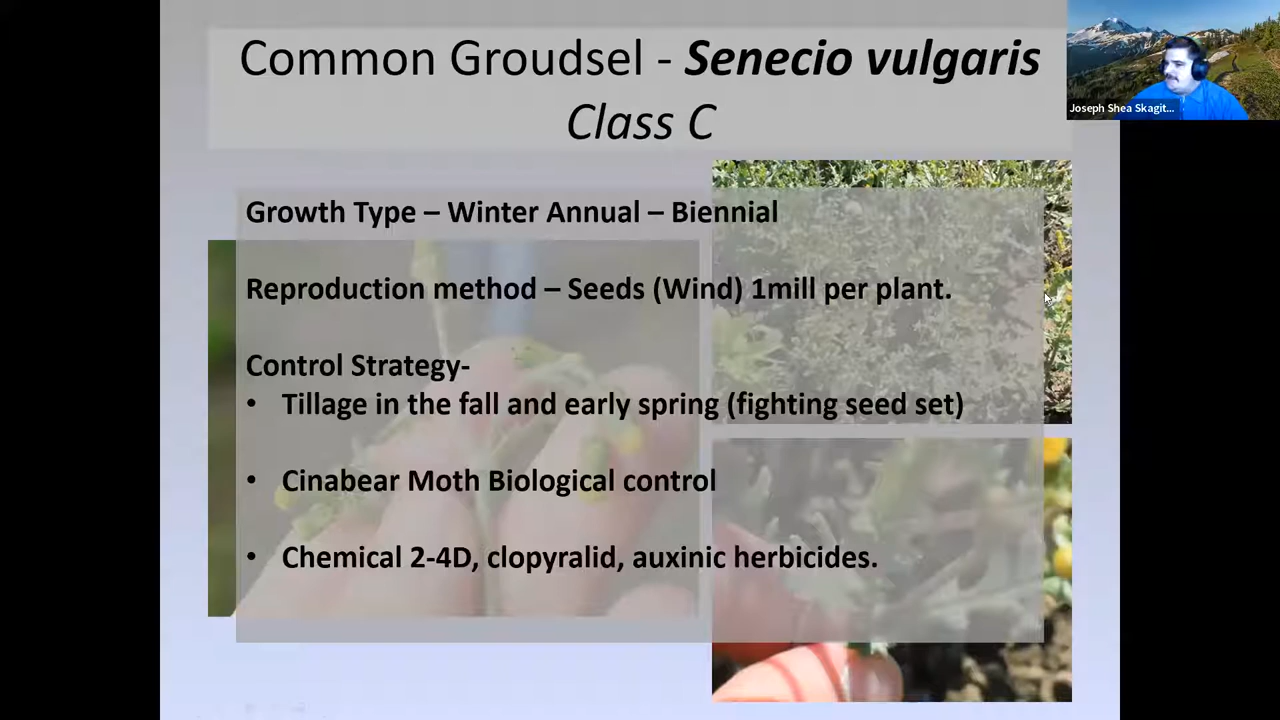 Common Groudsel - Senecio vulgaris
Class C
Joseph Shea Skagit...
Growth Type – Winter Annual – Biennial
Reproduction method – Seeds (Wind) 1mill per plant.
Control Strategy-
• Tillage in the fall and early spring (fighting seed set)
• Cinabear Moth Biological control
• Chemical 2-4D, clopyralid, auxinic herbicides.